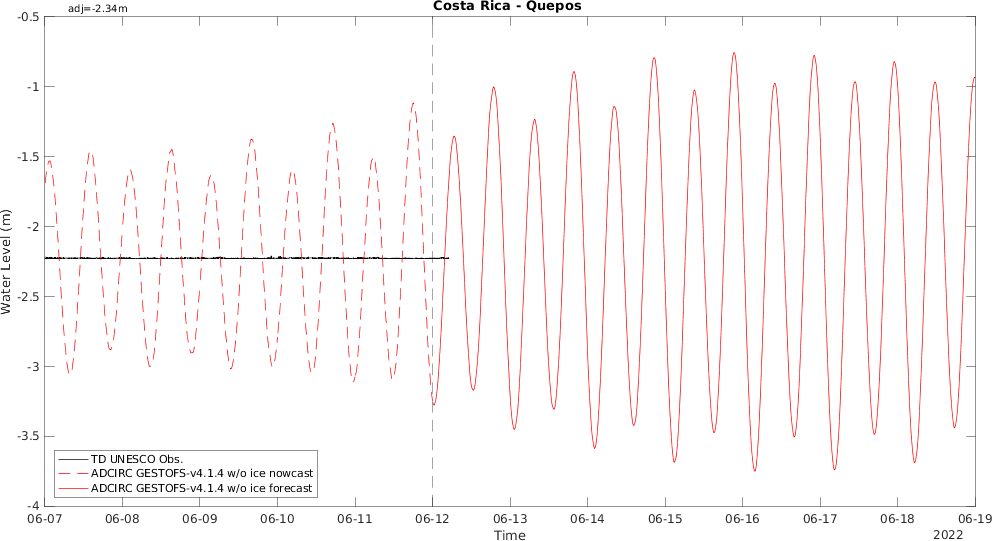 Costa Rica - Quepos
adj=-2.34m
-0.5
-1
-1.5
-2
-2.5
-3
-3.5
-4
Water Level (m)
TD UNESCO Obs.
ADCIRC GESTOFS-v4.1.4 w/o ice nowcast
ADCIRC GESTOFS-v4.1.4 w/o ice forecast
06-07 06-08 06-09 06-10 06-11 06-12 06-13 06-14 06-15 06-16 06-17 06-18 06-19
Time
2022